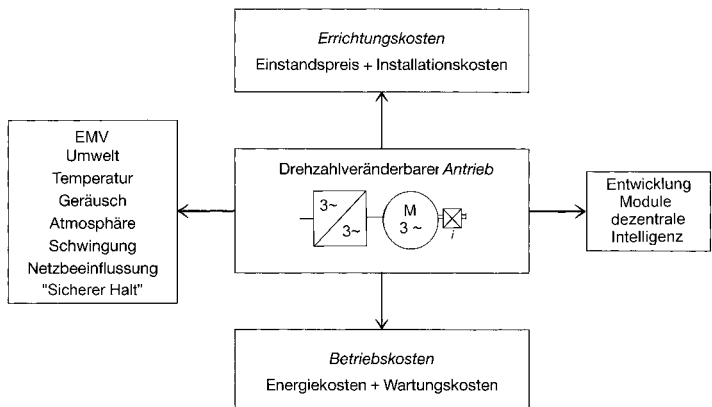 Errichtungskosten
Einstandspreis + Installationskosten
EMV
Umwelt
Temperatur
Geräusch
Atmosphäre
Schwingung
Netzbeeinflussung
"Sicherer Halt"
Drehzahlveränderbarer Antrieb
3~
3~
M
3 ~
i
Entwicklung
Module
dezentrale
Intelligenz
Betriebskosten
Energiekosten + Wartungskosten